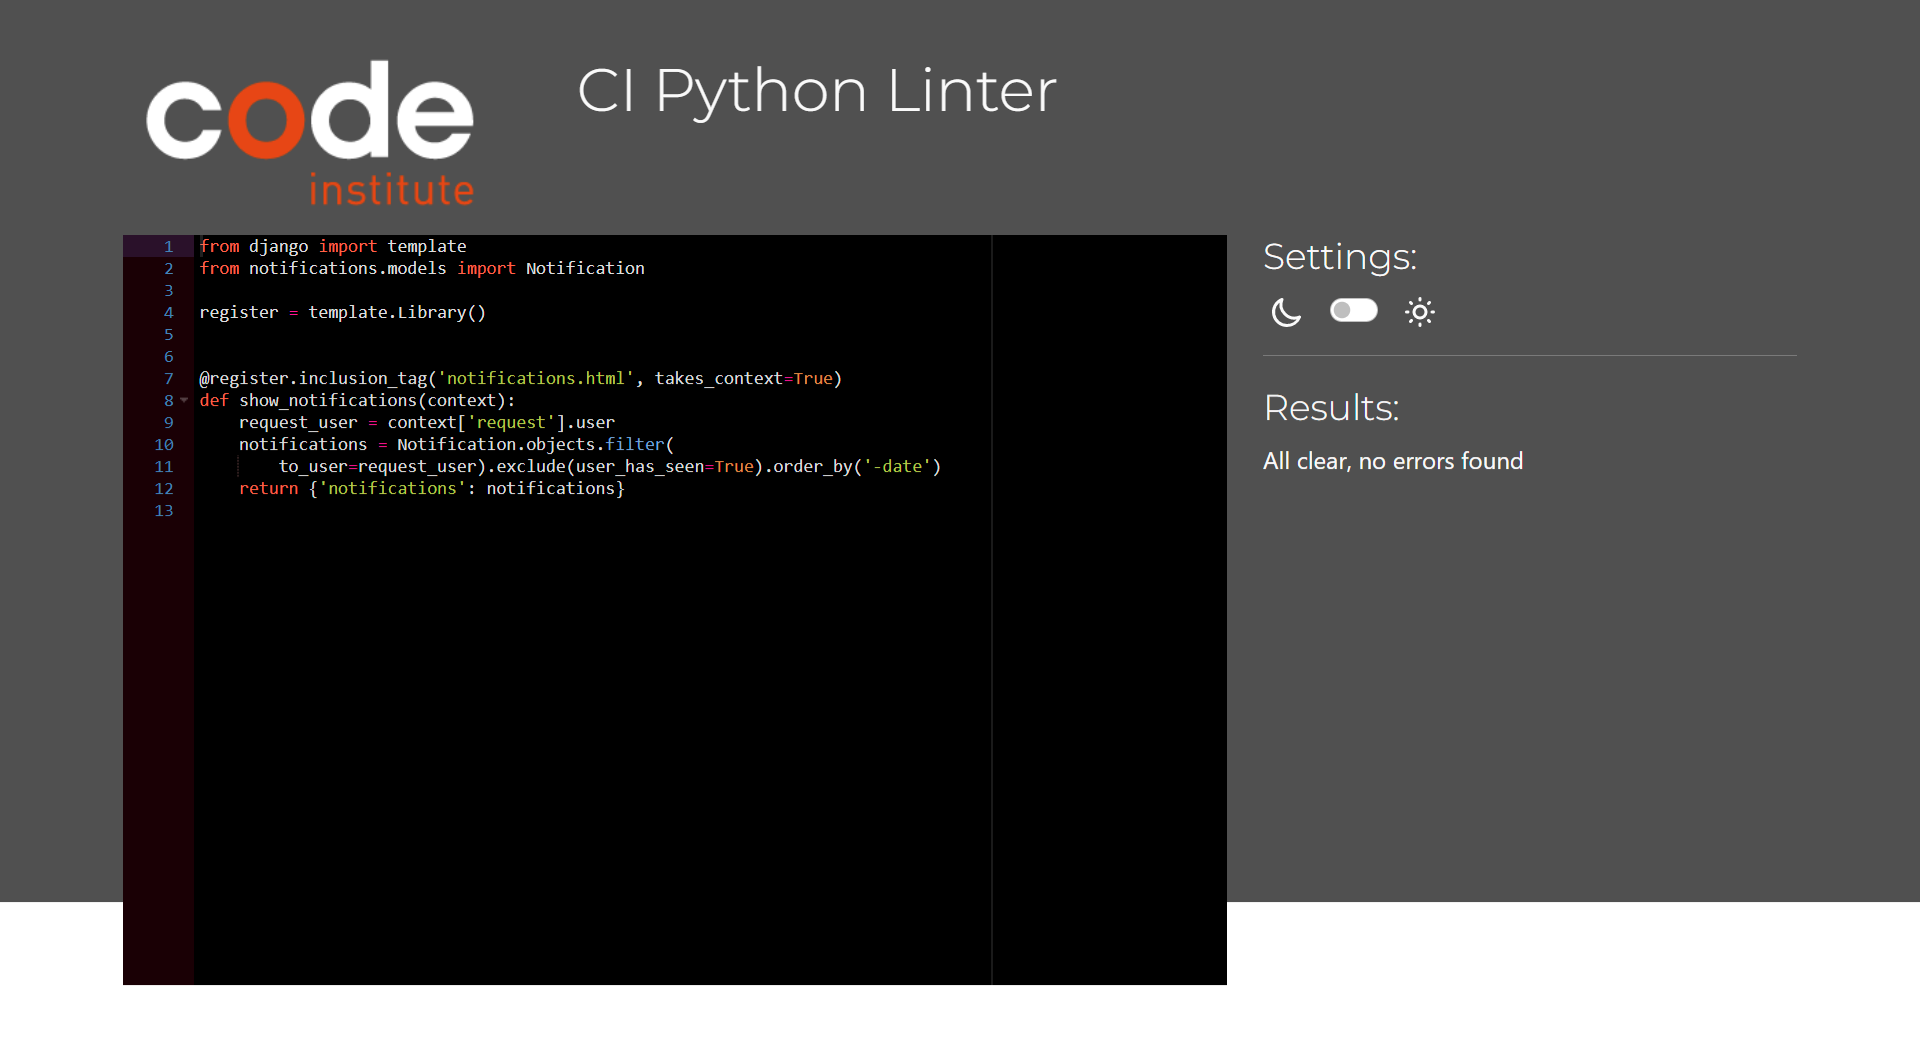 code
institute
CI Python Linter
1 from django import template
2 from notifications.models import Notification
3
4 register = template.Library()
5
6
7 @register.inclusion_tag('notifications.html', takes_context=True)
8 def show_notifications(context):
9     request_user = context['request'].user
10     notifications = Notification.objects.filter(
11         to_user=request_user).exclude(user_has_seen=True).order_by('-date')
12     return {'notifications': notifications}
13
Settings:
Results:
All clear, no errors found